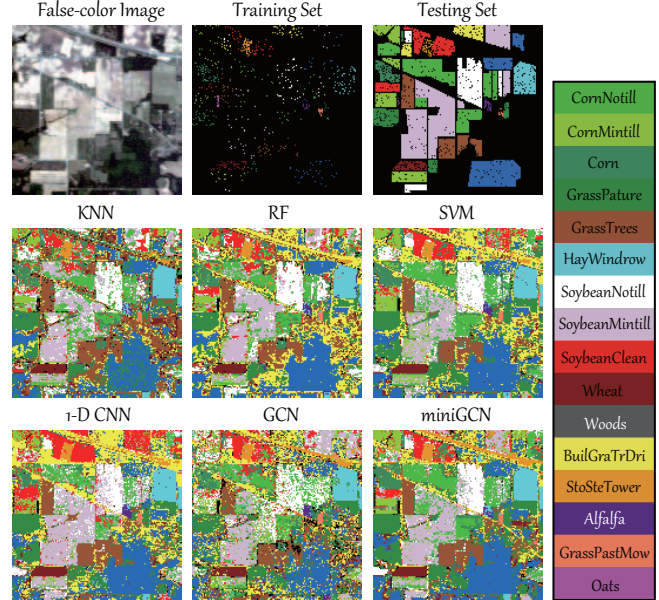 False-color Image
Training Set
Testing Set
KNN
RF
SVM
1-D CNN
GCN
miniGCN
CornNotill
CornMintill
Corn
GrassPature
GrassTrees
HayWindrow
SoybeanNotill
SoybeanMintill
SoybeanClean
Wheat
Woods
BuilGraTrDri
StoSteTower
Alfalfa
GrassPastMow
Oats